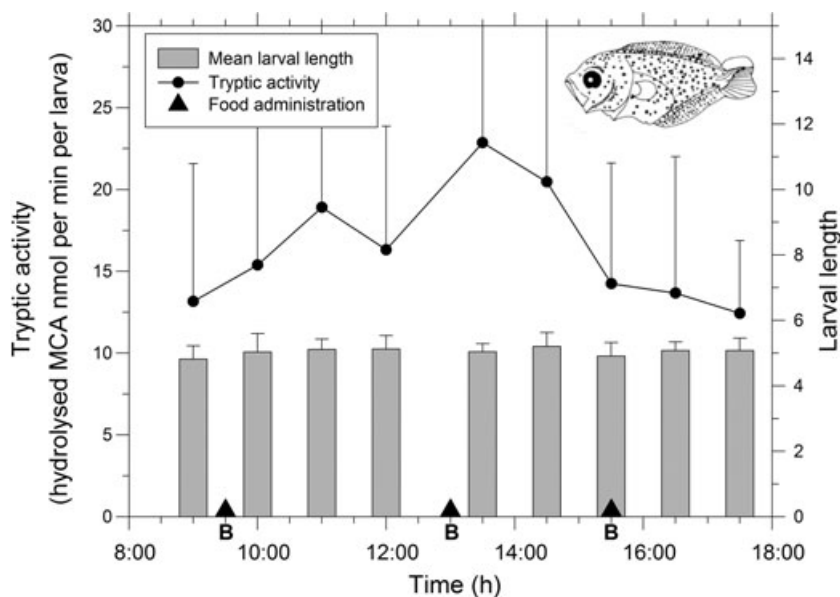 30
25
20
15
10
5
0
Tryptic activity
(hydrolysed MCA nmol per min per larva)
Mean larval length
Tryptic activity
Food administration
14
12
10
8
6
4
2
0
Larval length
B
B
B
8:00
10:00
12:00
14:00
16:00
18:00
Time (h)